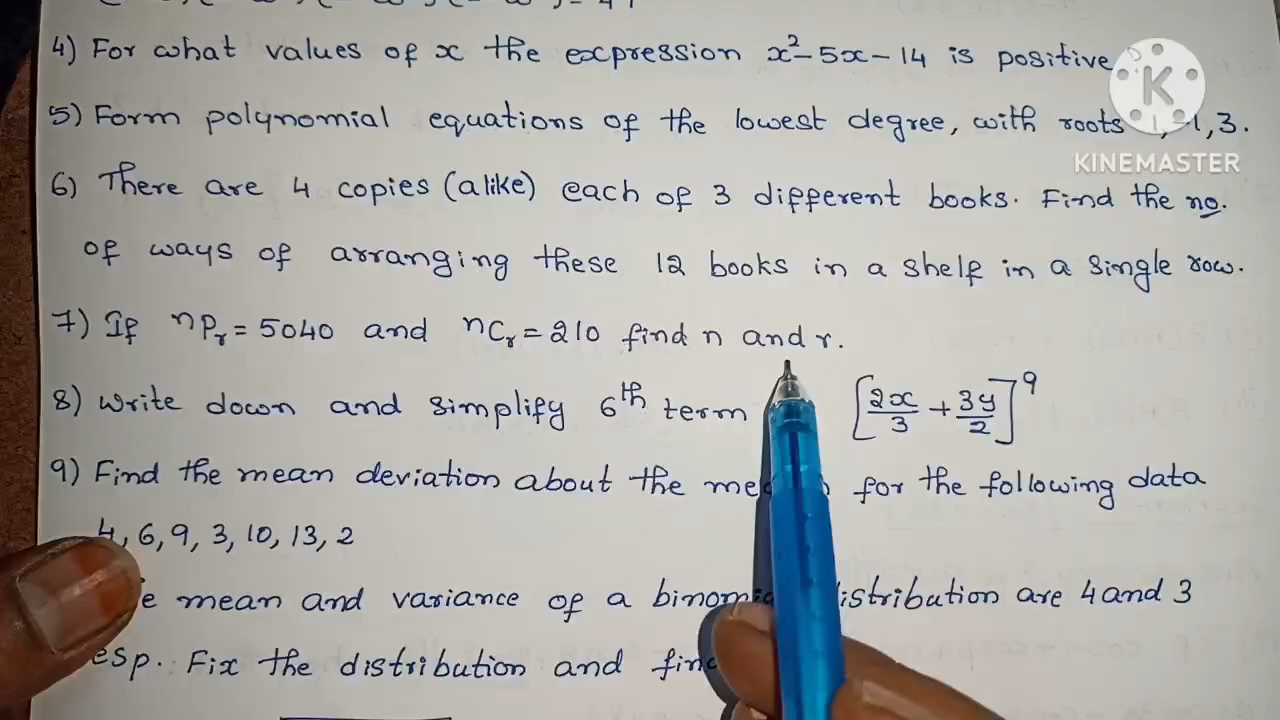 4) For what values of x the expression x²-5x-14 is positive
5) Form polynomial equations of the lowest degree, with roots -1, 3.
6) There are 4 copies (alike) each of 3 different books. Find the no.
of ways of arranging these 12 books in a shelf in a single row.
7) If nPr = 5040 and nCr = 210 find n and r.
8) Write down and simplify 6th term [2x/3 + 3y/2]^9
9) Find the mean deviation about the for the following data
4, 6, 9, 3, 10, 13, 2
mean and variance of a distribution are 4 and 3
Fix the distribution and
K
KINEMASTER